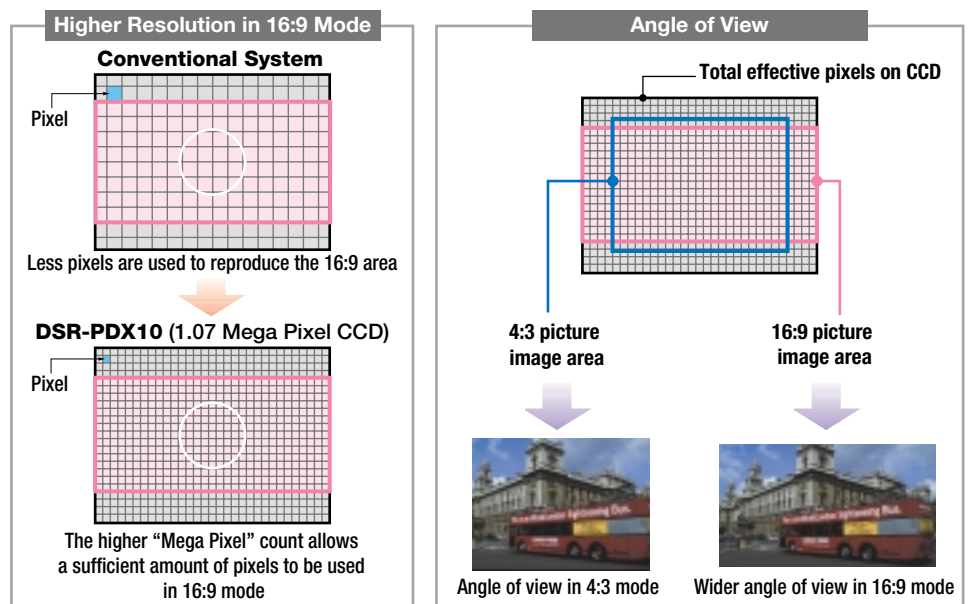 Higher Resolution in 16:9 Mode
Conventional System
Pixel
Less pixels are used to reproduce the 16:9 area
DSR-PDX10 (1.07 Mega Pixel CCD)
Pixel
The higher “Mega Pixel” count allows
a sufficient amount of pixels to be used
in 16:9 mode
Angle of View
Total effective pixels on CCD
4:3 picture
image area
16:9 picture
image area
Angle of view in 4:3 mode
Wider angle of view in 16:9 mode